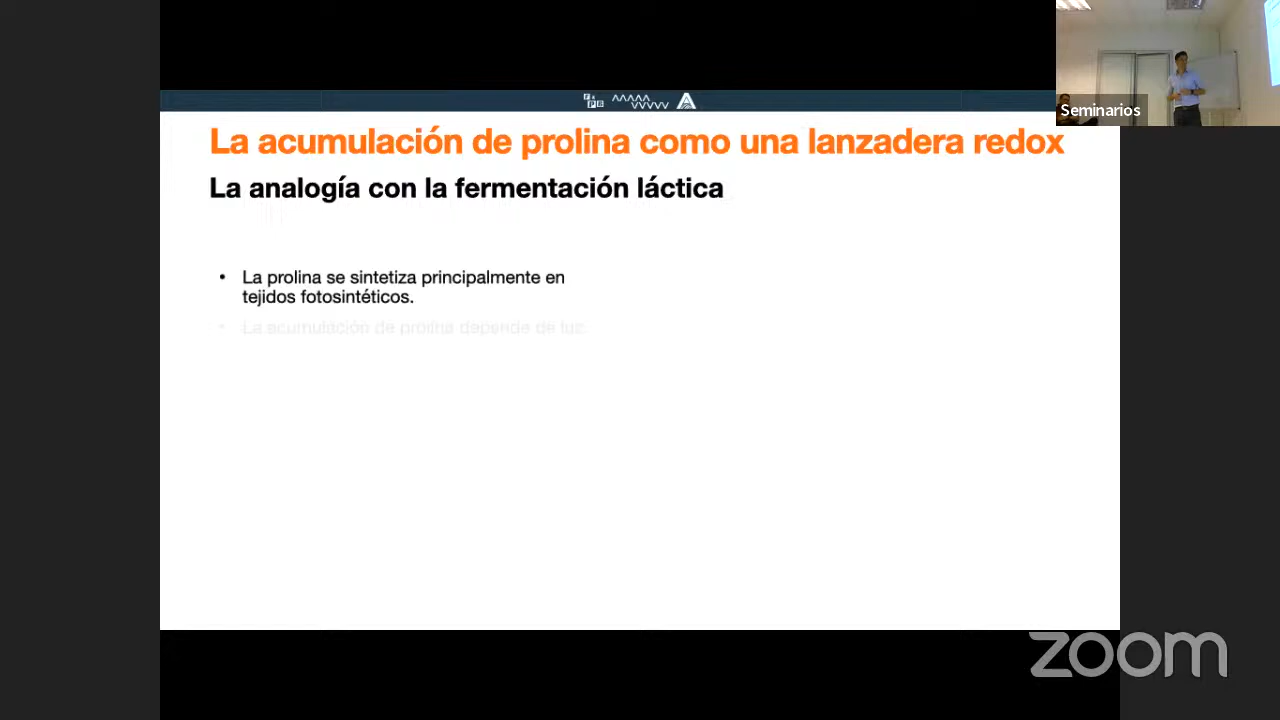 Seminarios
La acumulación de prolina como una lanzadera redox
La analogía con la fermentación láctica
• La prolina se sintetiza principalmente en
tejidos fotosintéticos.
• La acumulación de prolina depende de luz.
zoom